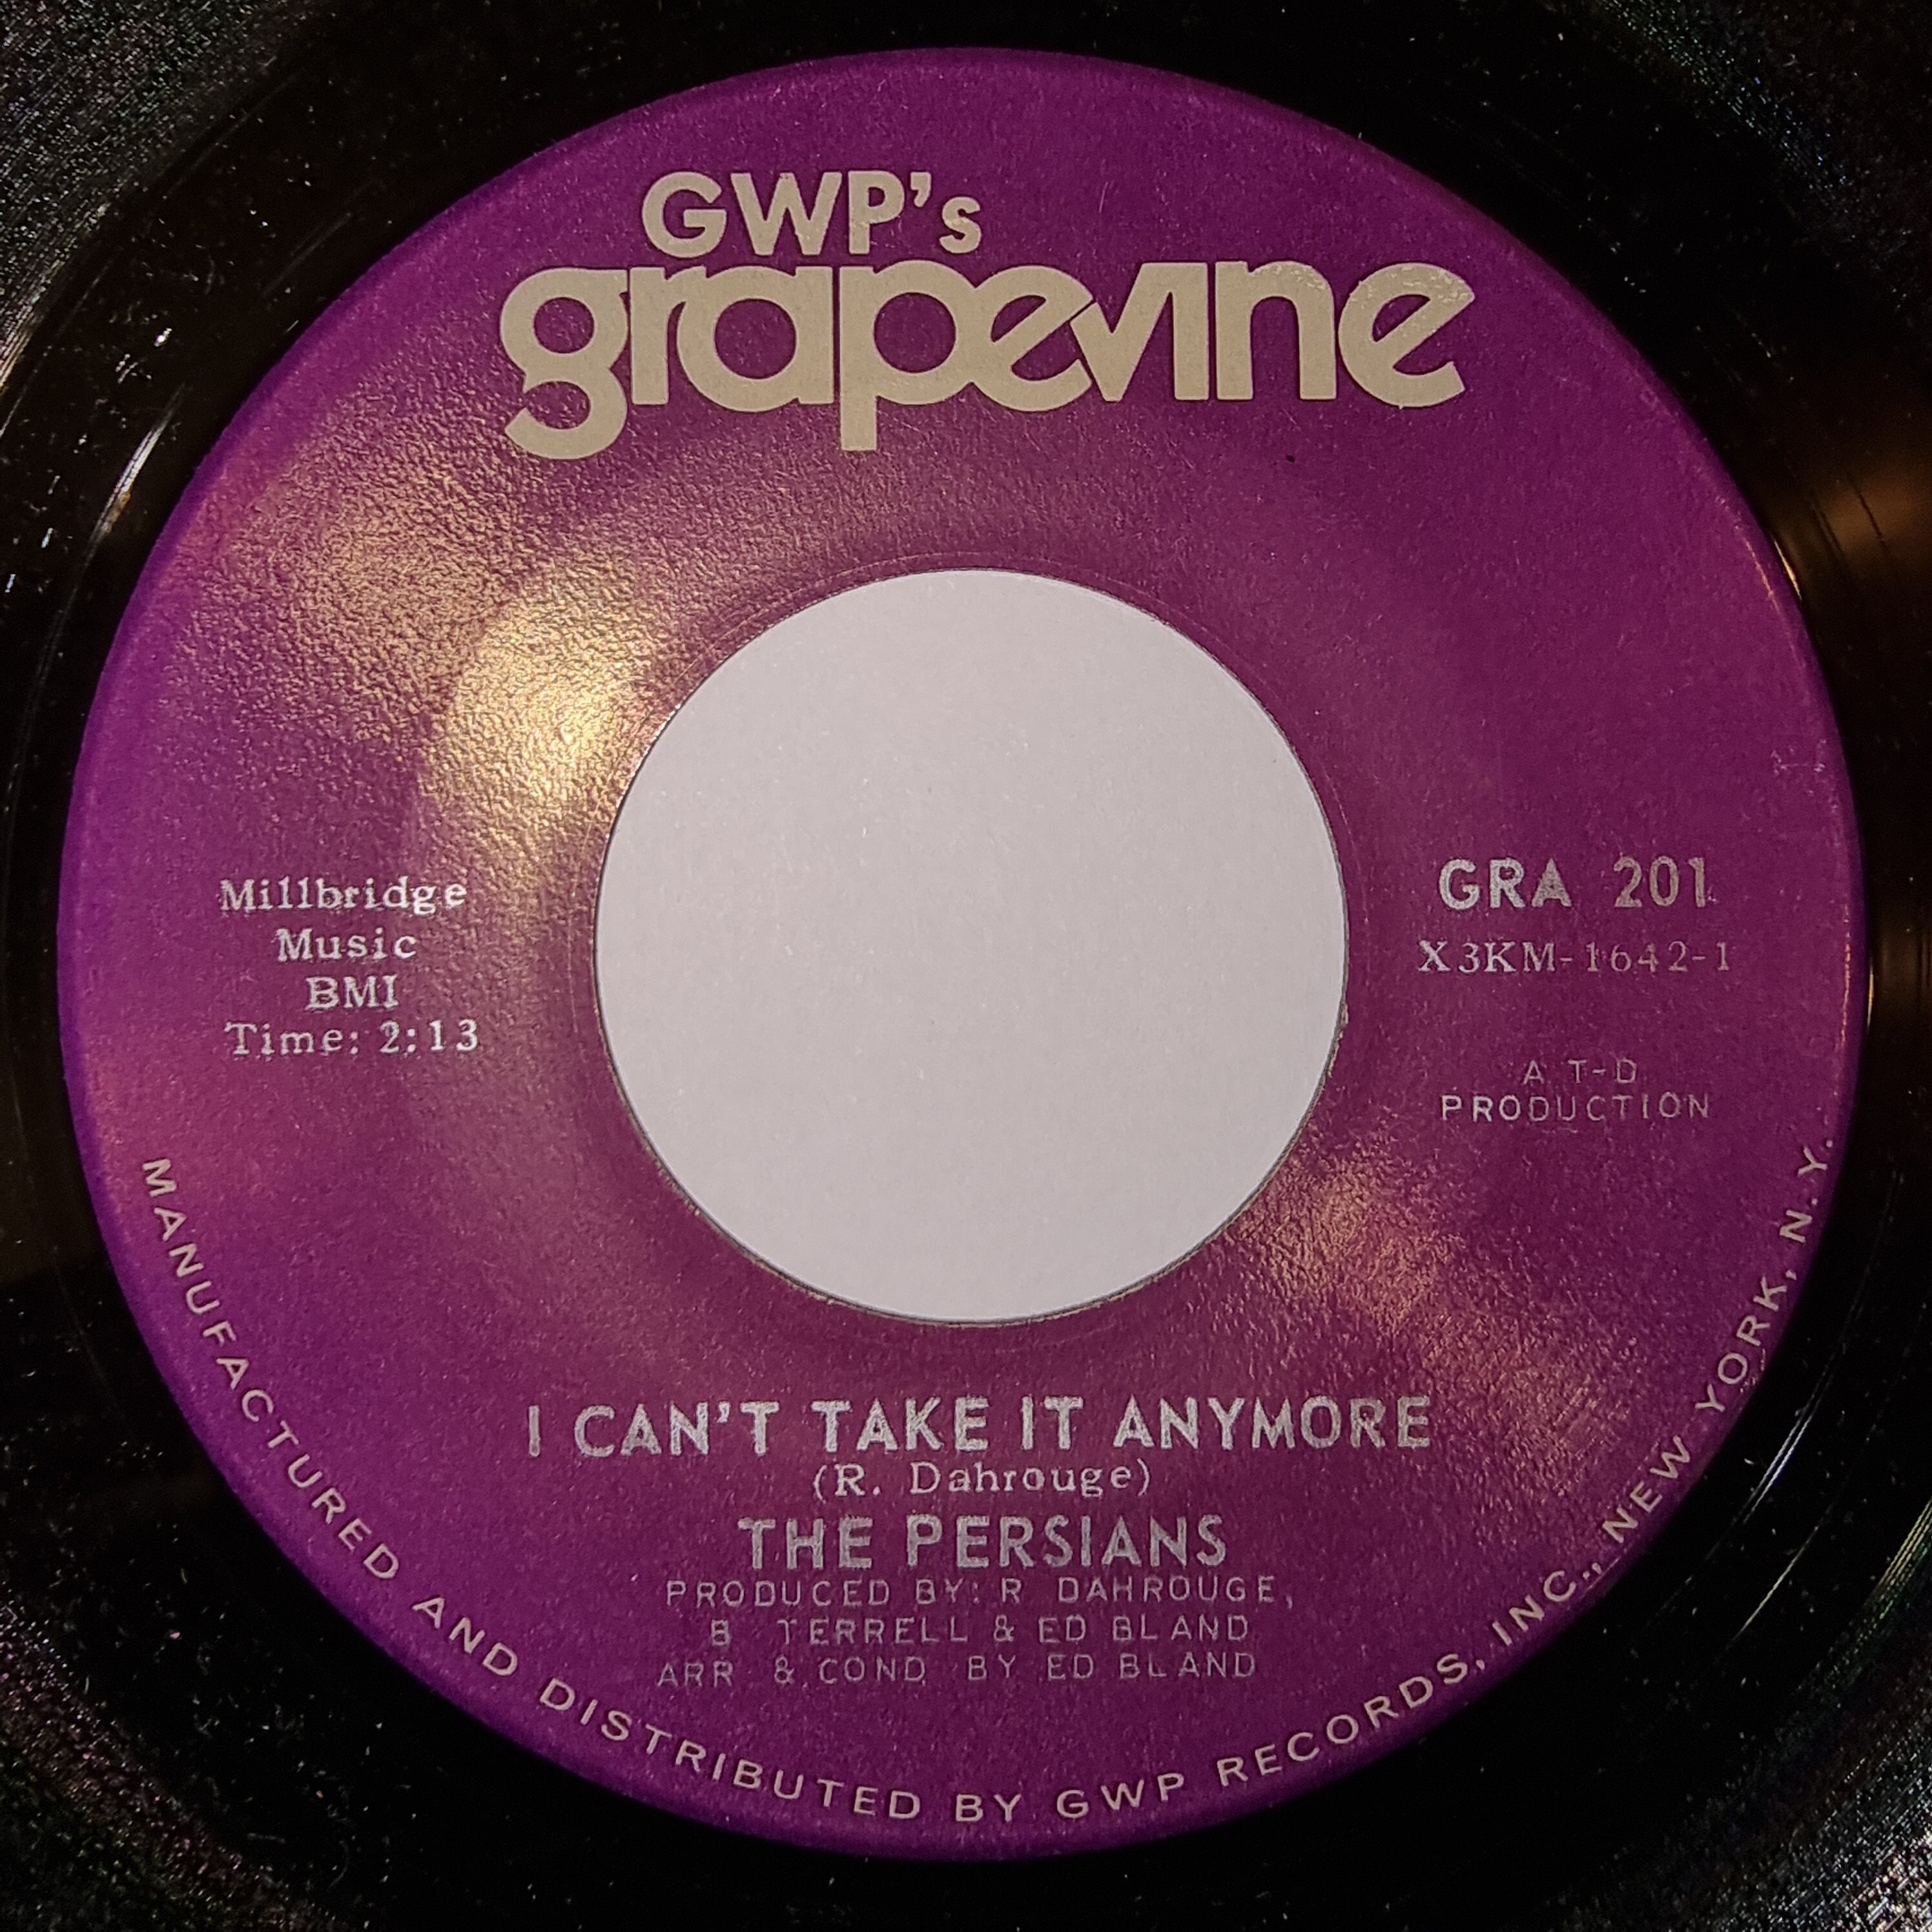 GWP's
grapevine
Millbridge
Music
BMI
Time: 2:13
GRA 201
X3KM-1642-1
A T-D
PRODUCTION
I CAN'T TAKE IT ANYMORE
(R. Dahrouge)
THE PERSIANS
PRODUCED BY: R DAHROUGE,
B TERRELL & ED BLAND
ARR & COND BY ED BLAND
MANUFACTURED AND DISTRIBUTED BY GWP RECORDS, INC., NEW YORK, N.Y.